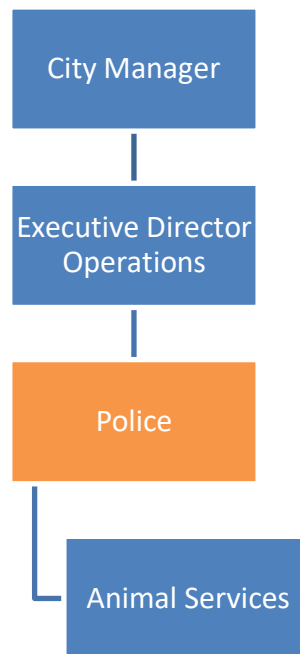 City Manager
Executive Director
Operations
Police
Animal Services